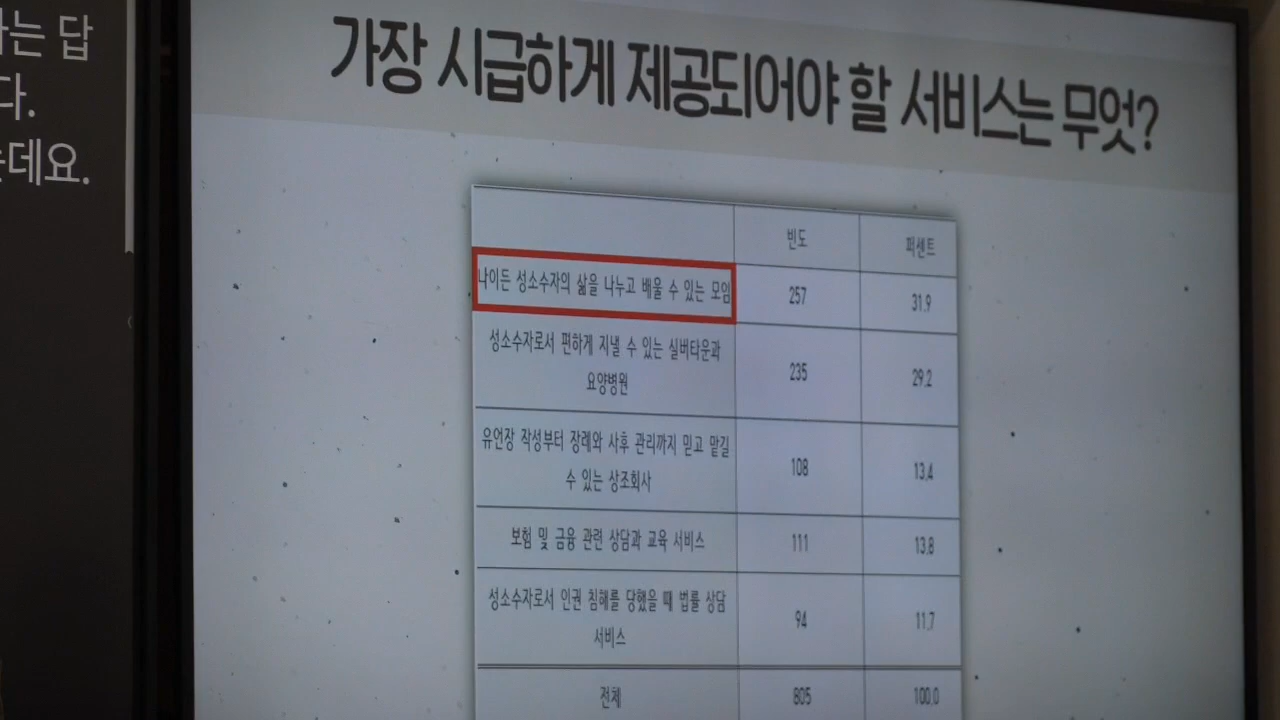 는 답
다.
데요.
가장 시급하게 제공되어야 할 서비스는 무엇?
빈도 퍼센트
나이든 성소수자의 삶을 나누고 배울 수 있는 모임 257 31.9
성소수자로서 편하게 지낼 수 있는 실버타운과
요양병원 235 29.2
유언장 작성부터 장례와 사후 관리까지 믿고 맡길
수 있는 상조회사 108 13.4
보험 및 금융 관련 상담과 교육 서비스 111 13.8
성소수자로서 인권 침해를 당했을 때 법률 상담
서비스 94 11.7
전체 805 100.0